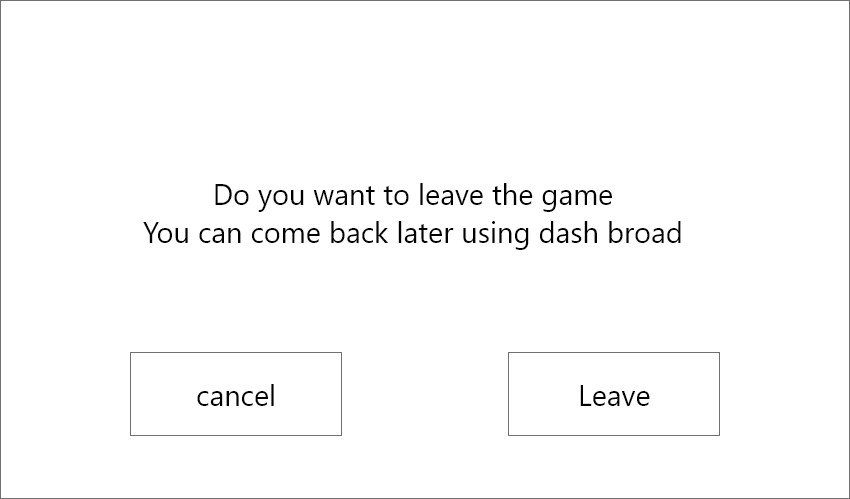 Do you want to leave the game
You can come back later using dash broad
cancel
Leave